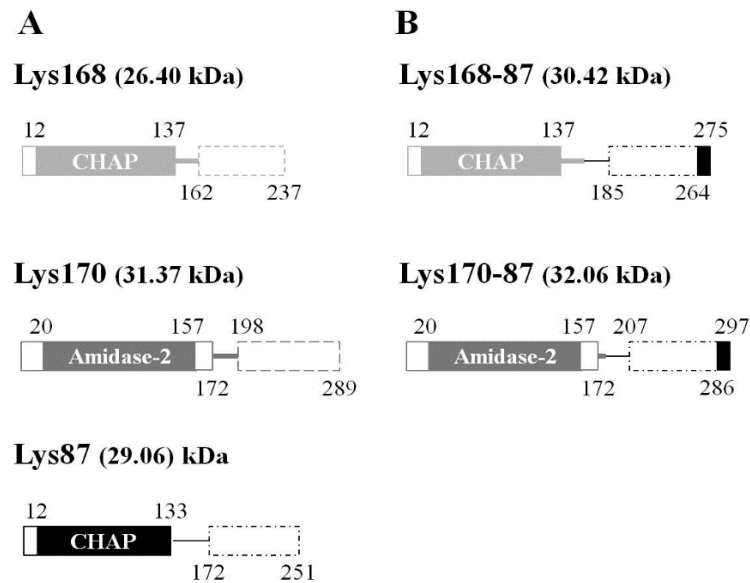 A
Lys168 (26.40 kDa)
12 137
CHAP
162 237
Lys170 (31.37 kDa)
20 157 198
Amidase-2
172 289
Lys87 (29.06) kDa
12 133
CHAP
172 251
B
Lys168-87 (30.42 kDa)
12 137 275
CHAP
185 264
Lys170-87 (32.06 kDa)
20 157 207 297
Amidase-2
172 286